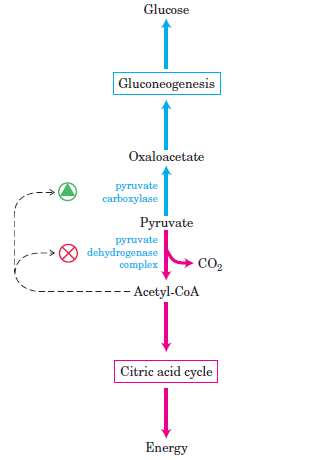 Glucose
Gluconeogenesis
Oxaloacetate
pyruvate
carboxylase
Pyruvate
pyruvate
dehydrogenase
complex
CO₂
Acetyl-CoA
Citric acid cycle
Energy